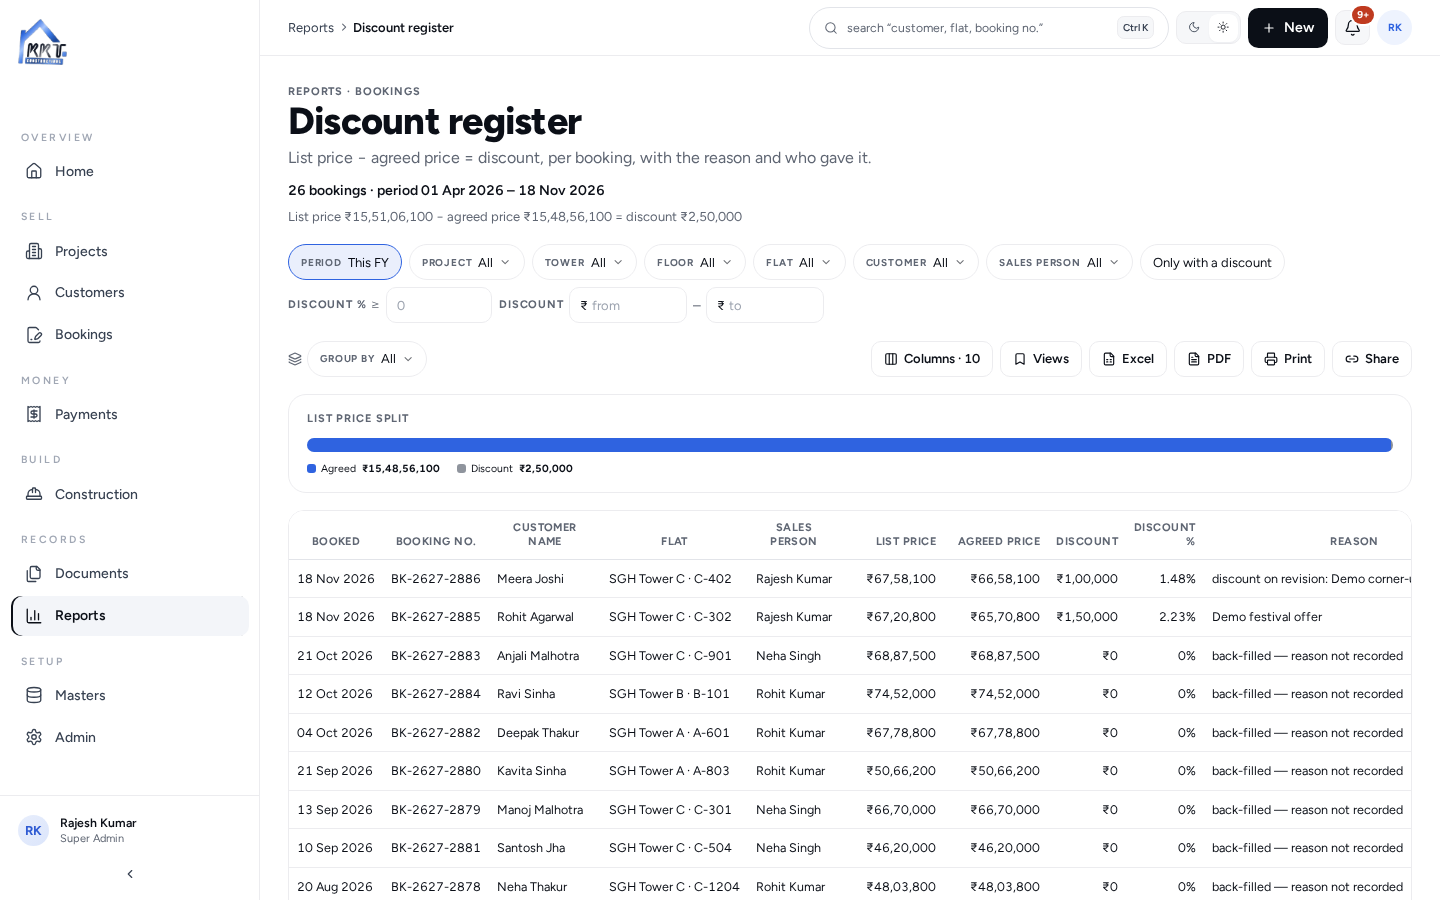 RKT
CONSTRUCTIONS
Reports > Discount register
search “customer, flat, booking no.”
Ctrl K
+ New
9+
RK
OVERVIEW
Home
SELL
Projects
Customers
Bookings
MONEY
Payments
BUILD
Construction
RECORDS
Documents
Reports
SETUP
Masters
Admin
RK
Rajesh Kumar
Super Admin
REPORTS · BOOKINGS
Discount register
List price − agreed price = discount, per booking, with the reason and who gave it.
26 bookings · period 01 Apr 2026 – 18 Nov 2026
List price ₹15,51,06,100 − agreed price ₹15,48,56,100 = discount ₹2,50,000
PERIOD This FY
PROJECT All
TOWER All
FLOOR All
FLAT All
CUSTOMER All
SALES PERSON All
Only with a discount
DISCOUNT % ≥ 0
DISCOUNT ₹ from – ₹ to
GROUP BY All
Columns · 10
Views
Excel
PDF
Print
Share
LIST PRICE SPLIT
Agreed ₹15,48,56,100 Discount ₹2,50,000
BOOKED BOOKING NO. CUSTOMER NAME FLAT SALES PERSON LIST PRICE AGREED PRICE DISCOUNT DISCOUNT % REASON
18 Nov 2026 BK-2627-2886 Meera Joshi SGH Tower C · C-402 Rajesh Kumar ₹67,58,100 ₹66,58,100 ₹1,00,000 1.48% discount on revision: Demo corner-
18 Nov 2026 BK-2627-2885 Rohit Agarwal SGH Tower C · C-302 Rajesh Kumar ₹67,20,800 ₹65,70,800 ₹1,50,000 2.23% Demo festival offer
21 Oct 2026 BK-2627-2883 Anjali Malhotra SGH Tower C · C-901 Neha Singh ₹68,87,500 ₹68,87,500 ₹0 0% back-filled — reason not recorded
12 Oct 2026 BK-2627-2884 Ravi Sinha SGH Tower B · B-101 Rohit Kumar ₹74,52,000 ₹74,52,000 ₹0 0% back-filled — reason not recorded
04 Oct 2026 BK-2627-2882 Deepak Thakur SGH Tower A · A-601 Rohit Kumar ₹67,78,800 ₹67,78,800 ₹0 0% back-filled — reason not recorded
21 Sep 2026 BK-2627-2880 Kavita Sinha SGH Tower A · A-803 Rohit Kumar ₹50,66,200 ₹50,66,200 ₹0 0% back-filled — reason not recorded
13 Sep 2026 BK-2627-2879 Manoj Malhotra SGH Tower C · C-301 Neha Singh ₹66,70,000 ₹66,70,000 ₹0 0% back-filled — reason not recorded
10 Sep 2026 BK-2627-2881 Santosh Jha SGH Tower C · C-504 Neha Singh ₹46,20,000 ₹46,20,000 ₹0 0% back-filled — reason not recorded
20 Aug 2026 BK-2627-2878 Neha Thakur SGH Tower C · C-1204 Rohit Kumar ₹48,03,800 ₹48,03,800 ₹0 0% back-filled — reason not recorded